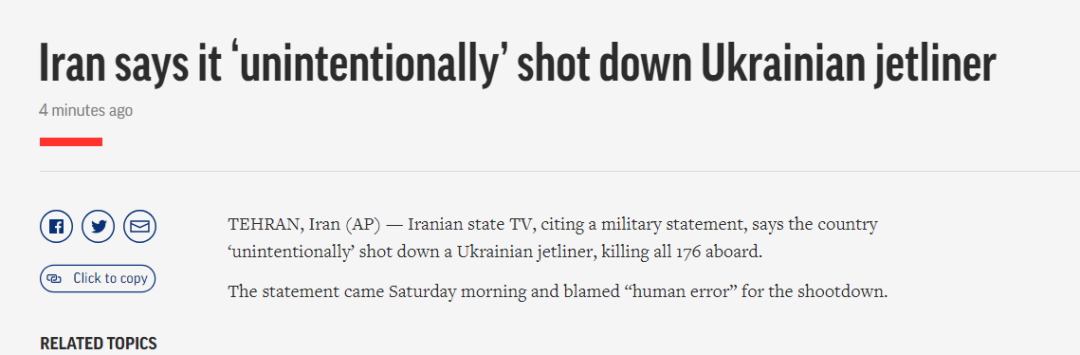 Iran says it ‘unintentionally’ shot down Ukrainian jetliner
4 minutes ago
TEHRAN, Iran (AP) — Iranian state TV, citing a military statement, says the country
‘unintentionally’ shot down a Ukrainian jetliner, killing all 176 aboard.
Click to copy
The statement came Saturday morning and blamed “human error” for the shootdown.
RELATED TOPICS